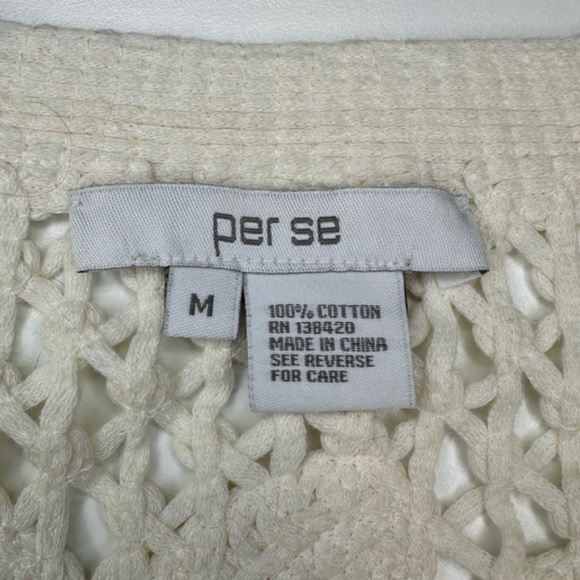 per se
M
100% COTTON
RN 138420
MADE IN CHINA
SEE REVERSE
FOR CARE